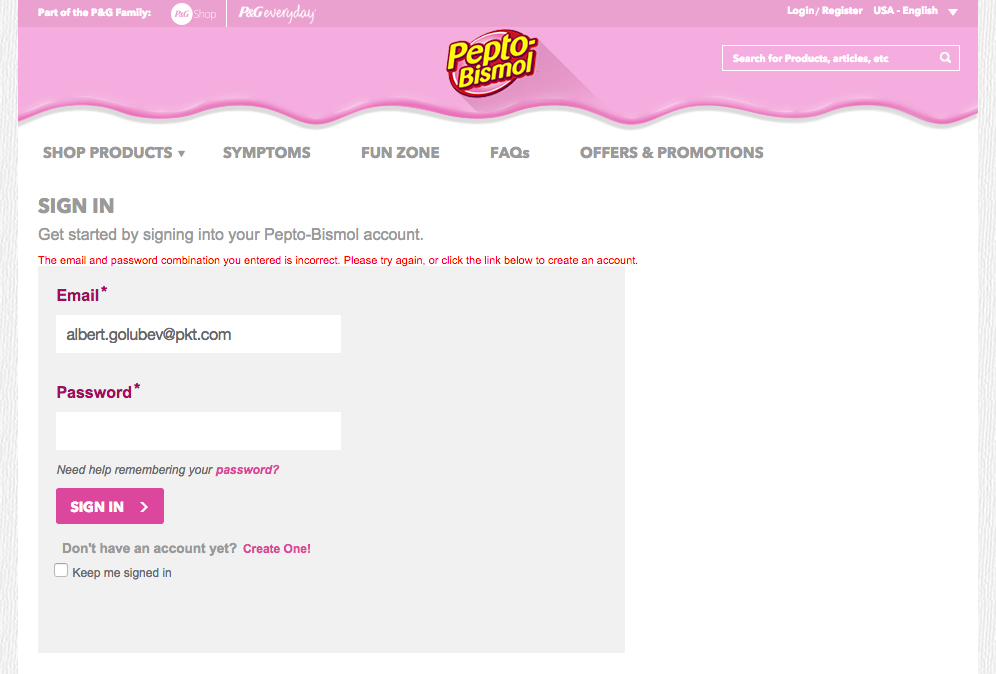 Part of the P&G Family: P&G Shop P&G everyday Login / Register USA - English
Pepto-
Bismol
Search for Products, articles, etc
SHOP PRODUCTS SYMPTOMS FUN ZONE FAQs OFFERS & PROMOTIONS
SIGN IN
Get started by signing into your Pepto-Bismol account.
The email and password combination you entered is incorrect. Please try again, or click the link below to create an account.
Email*
albert.golubev@pkt.com
Password*
Need help remembering your password?
SIGN IN
Don't have an account yet? Create One!
Keep me signed in